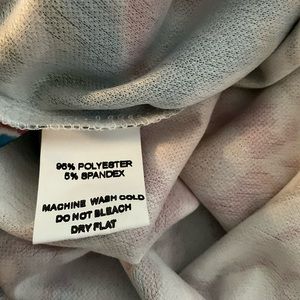 95% POLYESTER
5% SPANDEX
MACHINE WASH COLD
DO NOT BLEACH
DRY FLAT